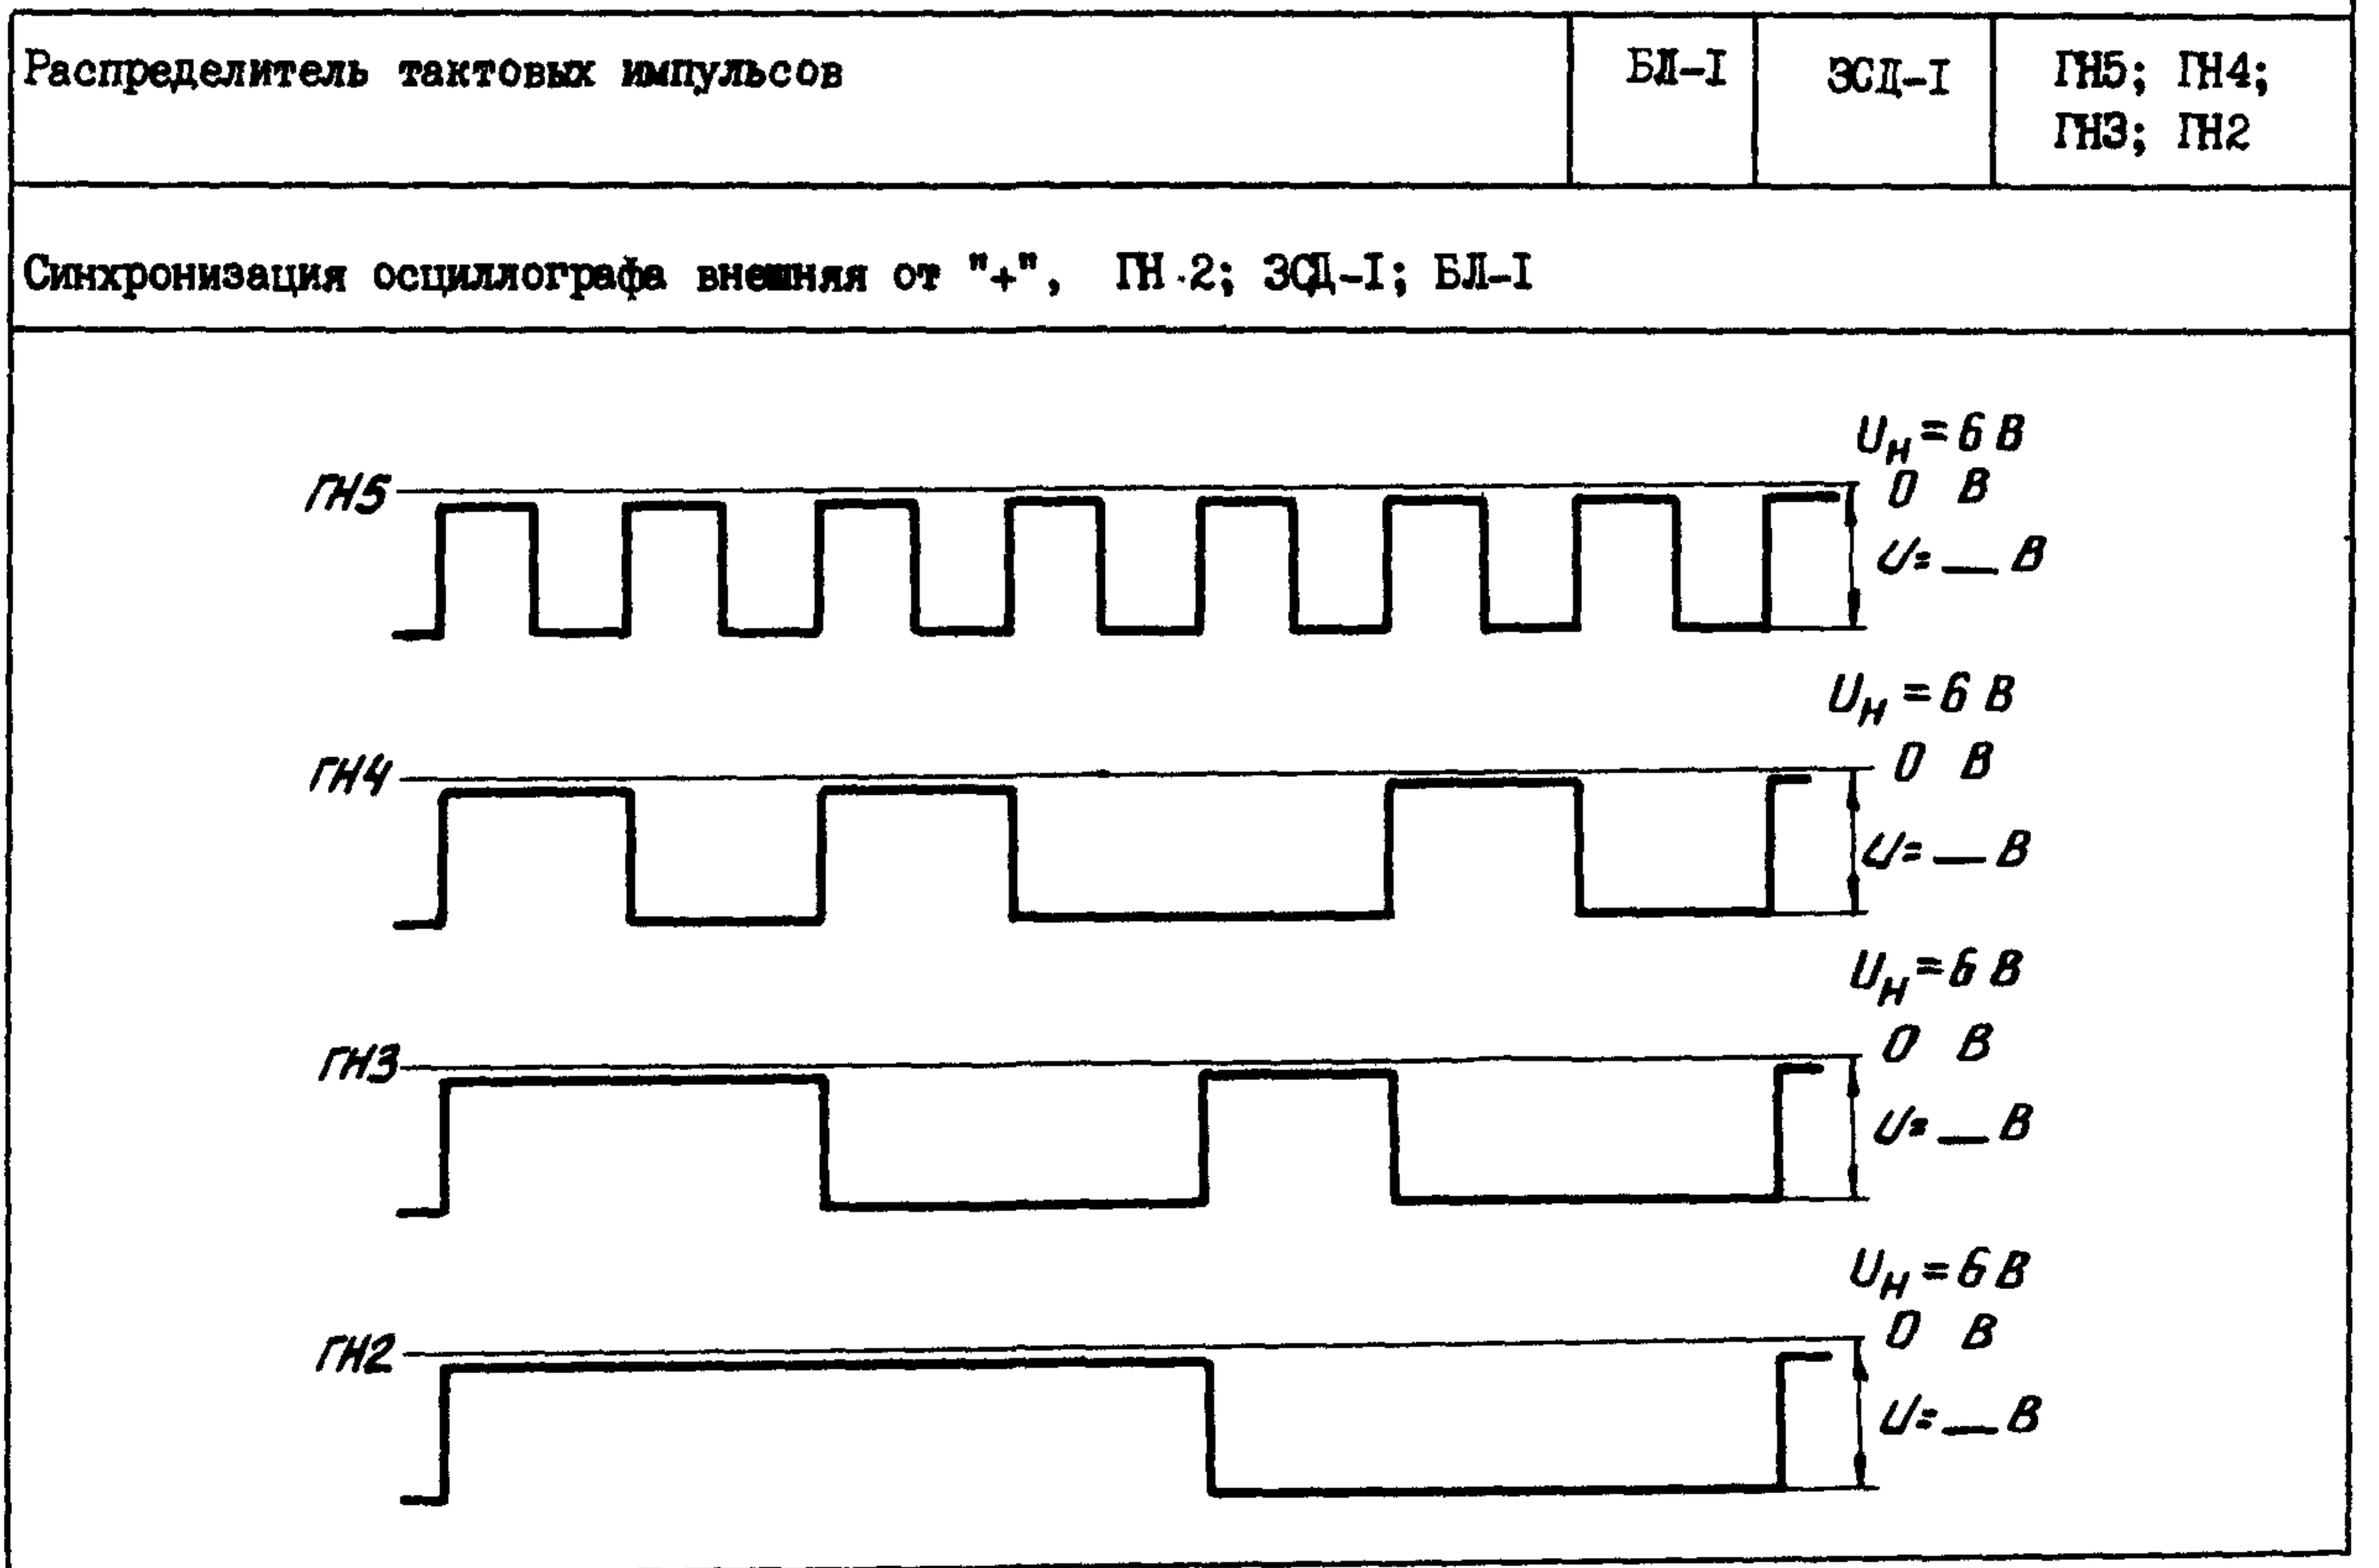 Распределитель тактовых импульсов
БЛ-I
ЗСД-I
ГН5; ГН4;
ГН3; ГН2
Синхронизация осциллографа внешняя от "+", ГН 2; ЗСД-I; БЛ-I
Uн = 6 В
ГН5
0 В
U= __ В
Uн = 6 В
ГН4
0 В
U= __ В
Uн = 6 В
ГН3
0 В
U= __ В
Uн = 6 В
ГН2
0 В
U= __ В